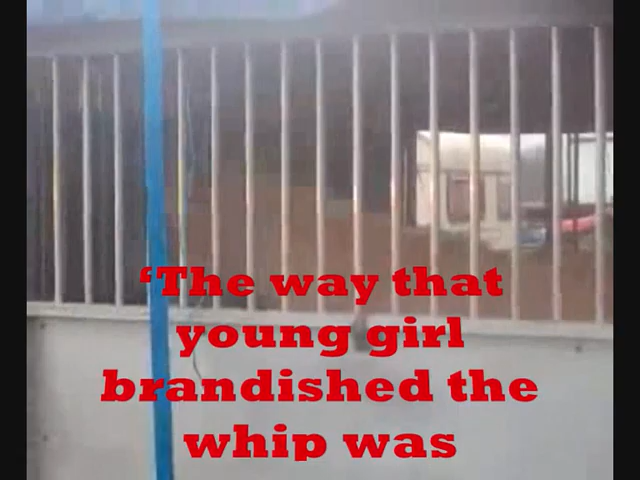 ‘The way that
young girl
brandished the
whip was